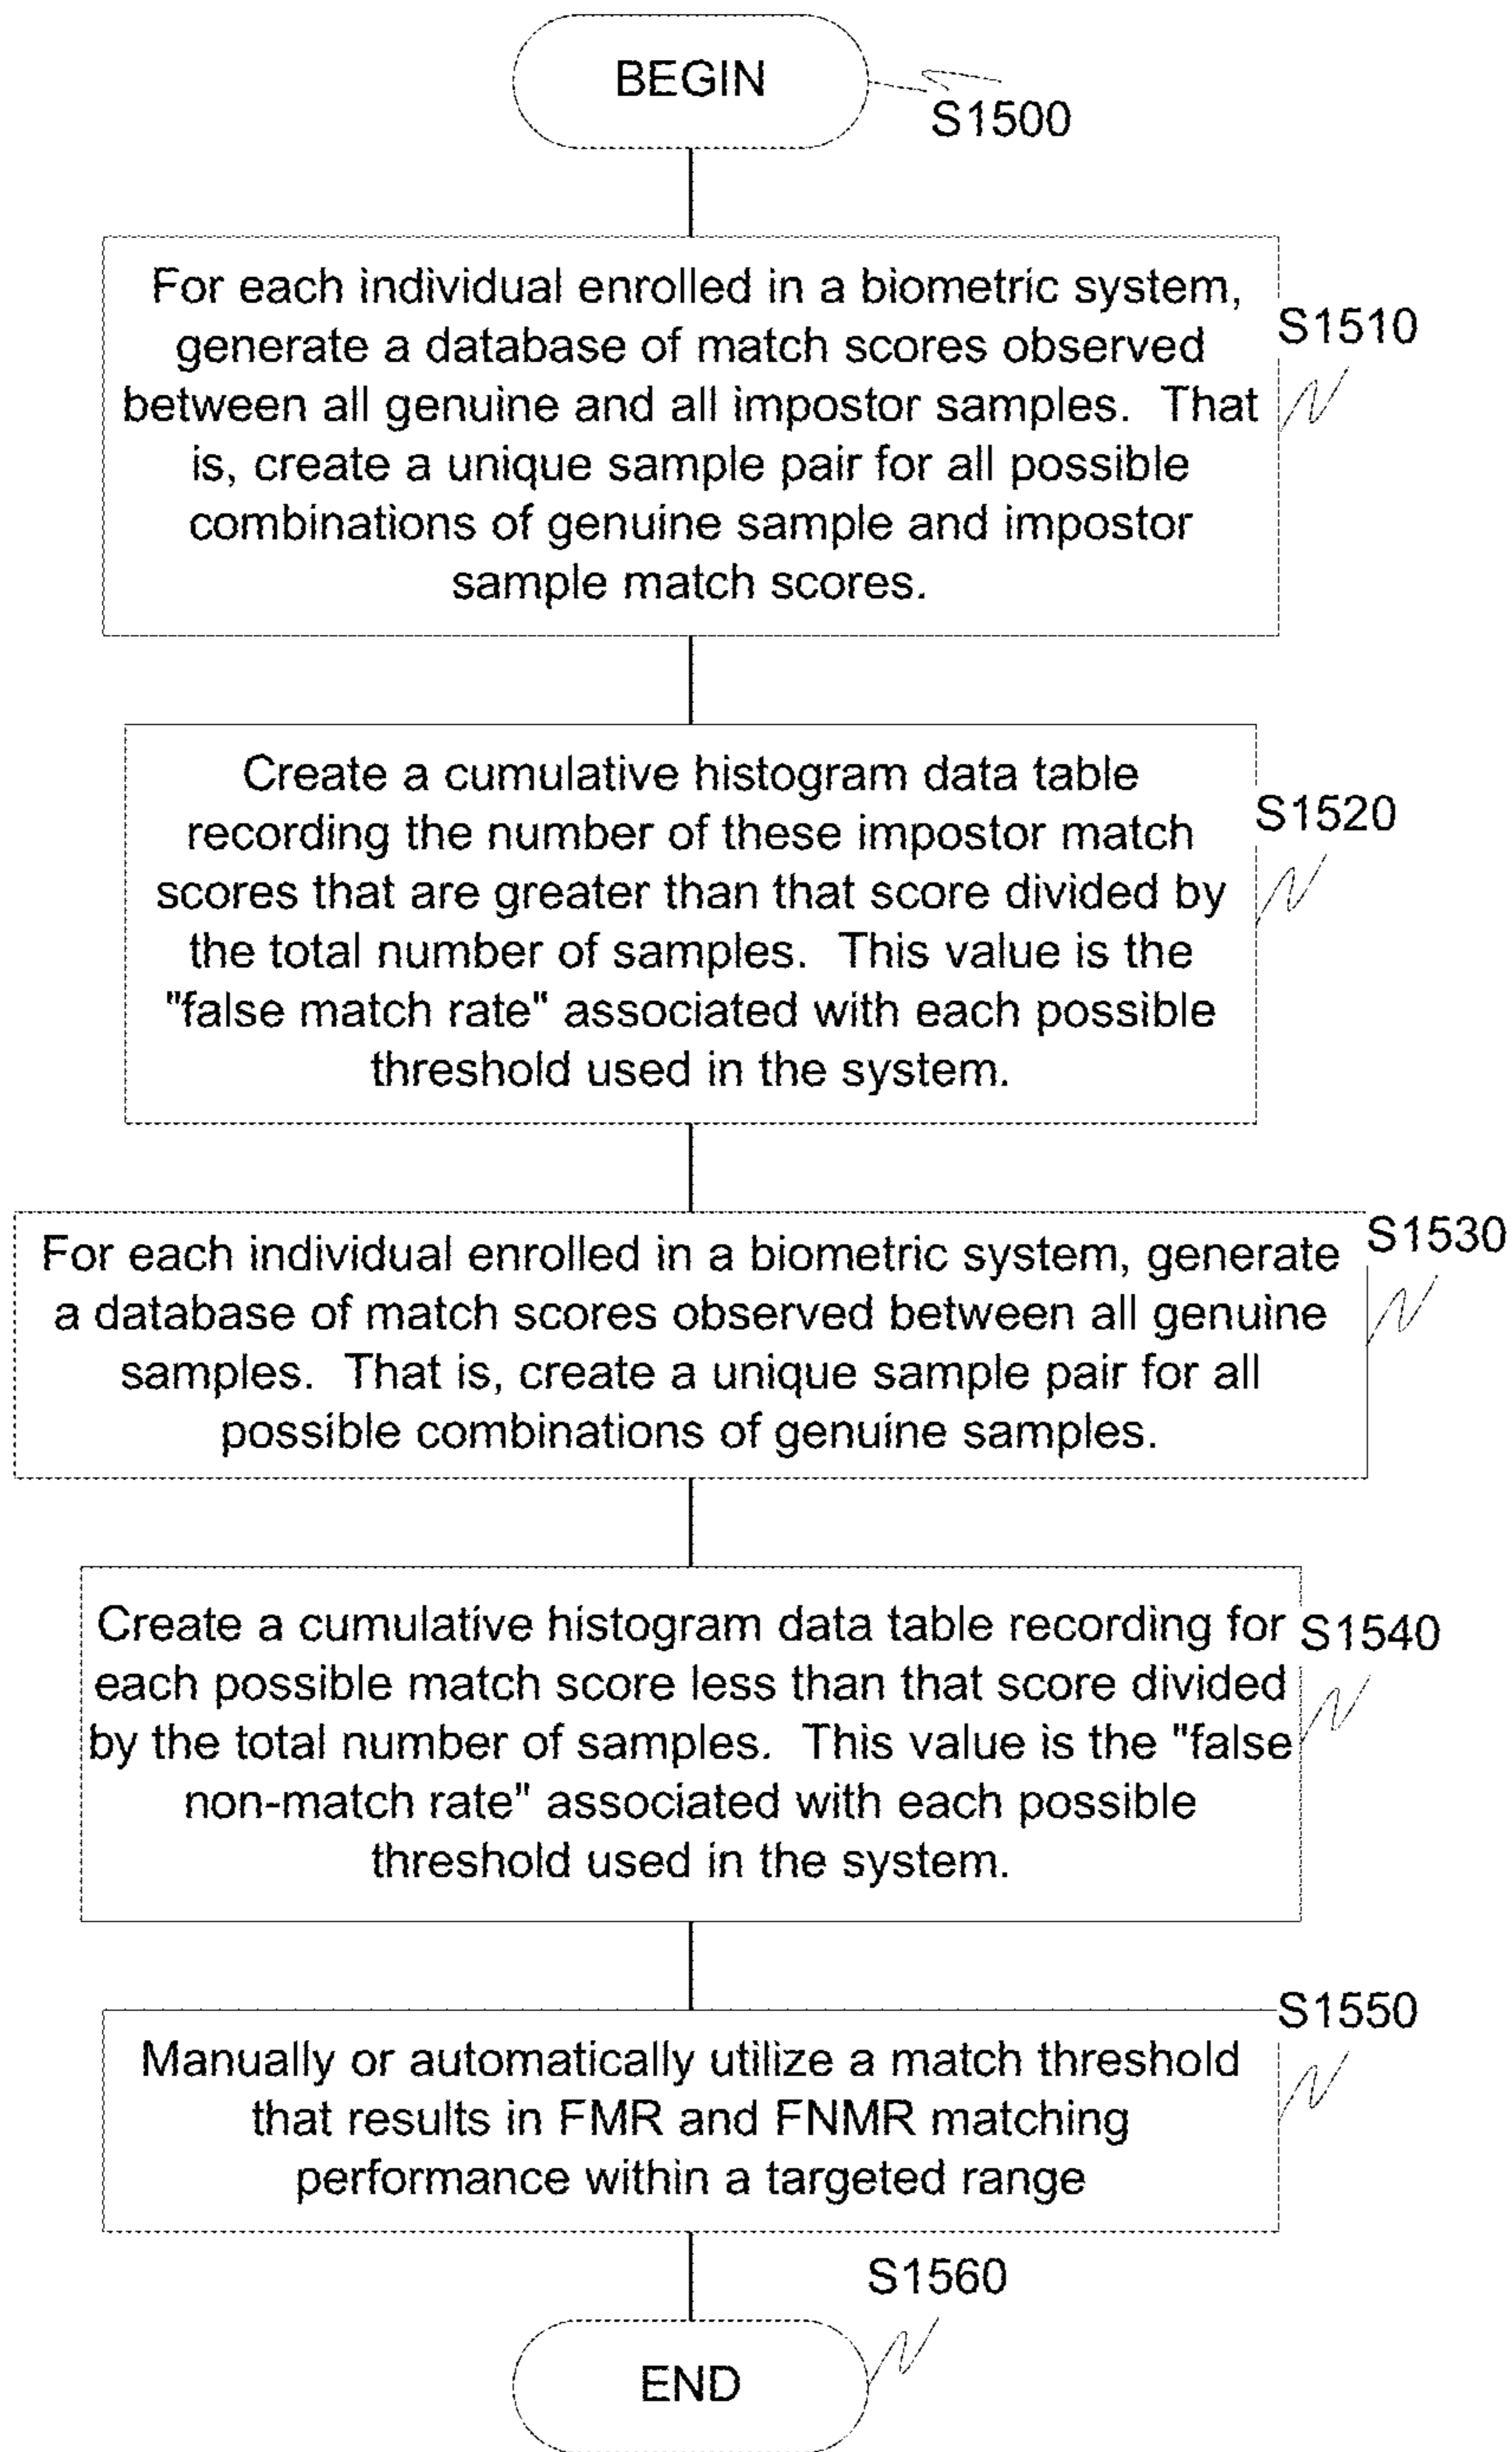 BEGIN
S1500
For each individual enrolled in a biometric system,
generate a database of match scores observed
between all genuine and all impostor samples.  That
is, create a unique sample pair for all possible
combinations of genuine sample and impostor
sample match scores.
S1510
Create a cumulative histogram data table
recording the number of these impostor match
scores that are greater than that score divided by
the total number of samples.  This value is the
"false match rate" associated with each possible
threshold used in the system.
S1520
For each individual enrolled in a biometric system, generate
a database of match scores observed between all genuine
samples.  That is, create a unique sample pair for all
possible combinations of genuine samples.
S1530
Create a cumulative histogram data table recording for
each possible match score less than that score divided
by the total number of samples.  This value is the "false
non-match rate" associated with each possible
threshold used in the system.
S1540
Manually or automatically utilize a match threshold
that results in FMR and FNMR matching
performance within a targeted range
S1550
END
S1560